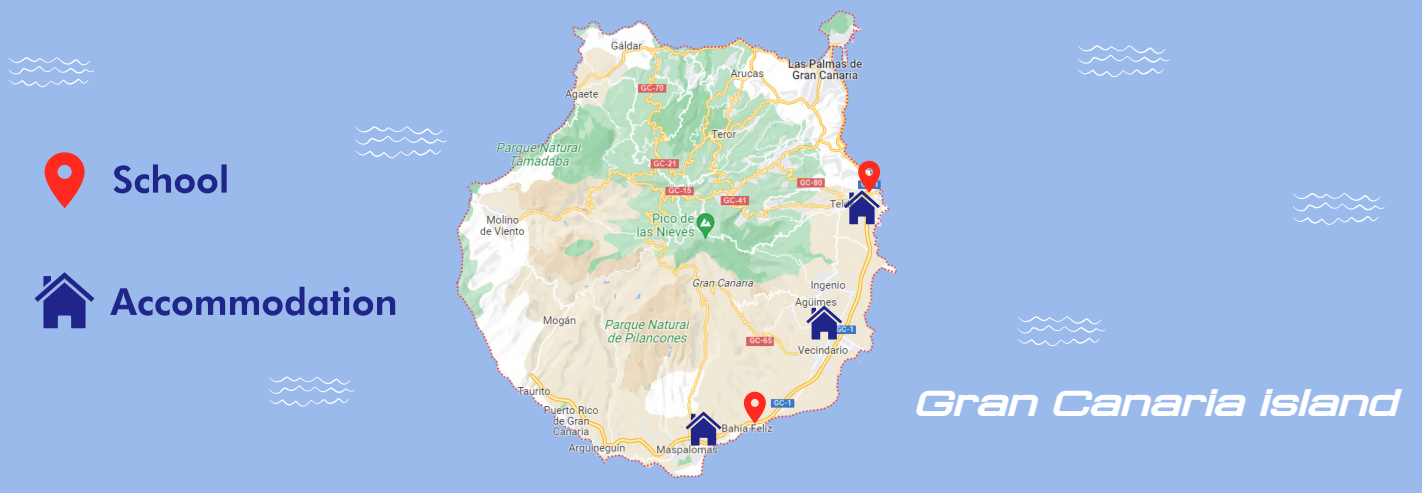 School
Accommodation
Gáldar
Las Palmas de
Gran Canaria
Arucas
GC-70
Agaete
Teror
Parque Natural
Tamadaba
GC-21
GC-80
GC-15
GC-41
Molino
de Viento
Pico de
las Nieves
Gran Canaria
Ingenio
Agüimes
Mogán
Parque Natural
de Pilancones
GC-1
GC-65
Vecindario
Taurito
Puerto Rico
de Gran
Canaria
GC-1
Bahía Feliz
Arguineguín
Maspalomas
Gran Canaria island